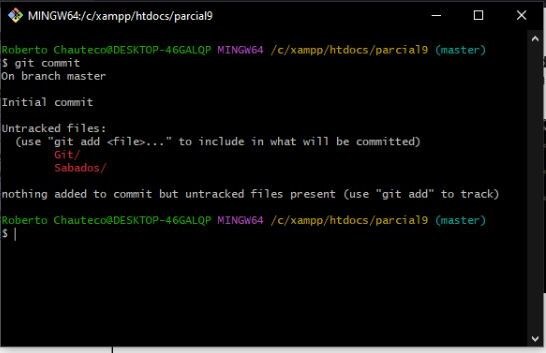 MINGW64:/c/xampp/htdocs/parcial9
Roberto Chauteco@DESKTOP-46GALQP MINGW64 /c/xampp/htdocs/parcial9 (master)
$ git commit
On branch master
Initial commit
Untracked files:
(use "git add <file>..." to include in what will be committed)
Git/
Sabados/
nothing added to commit but untracked files present (use "git add" to track)
Roberto Chauteco@DESKTOP-46GALQP MINGW64 /c/xampp/htdocs/parcial9 (master)
$